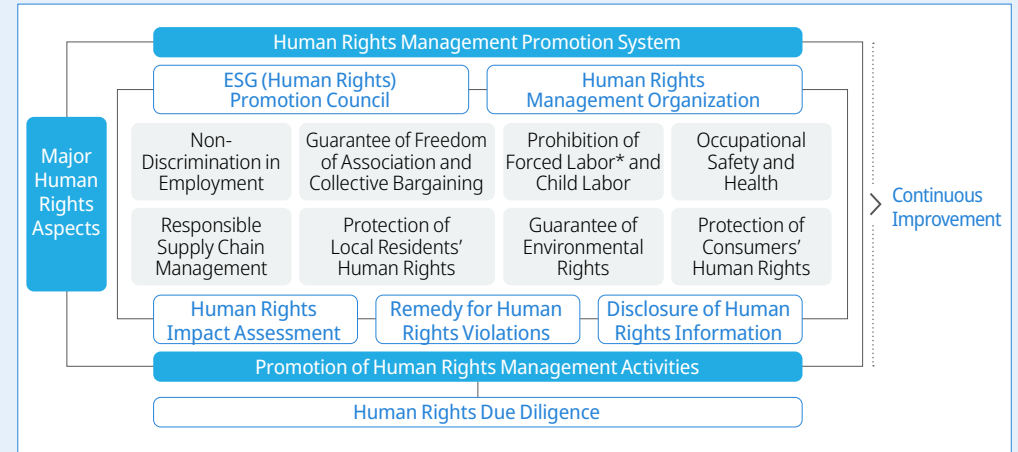 Human Rights Management Promotion System
ESG (Human Rights)
Promotion Council
Human Rights
Management Organization
Major
Human
Rights
Aspects
Non-
Discrimination in
Employment
Guarantee of Freedom
of Association and
Collective Bargaining
Prohibition of
Forced Labor* and
Child Labor
Occupational
Safety and
Health
Responsible
Supply Chain
Management
Protection of
Local Residents’
Human Rights
Guarantee of
Environmental
Rights
Protection of
Consumers’
Human Rights
Continuous
Improvement
Human Rights
Impact Assessment
Remedy for Human
Rights Violations
Disclosure of Human
Rights Information
Promotion of Human Rights Management Activities
Human Rights Due Diligence